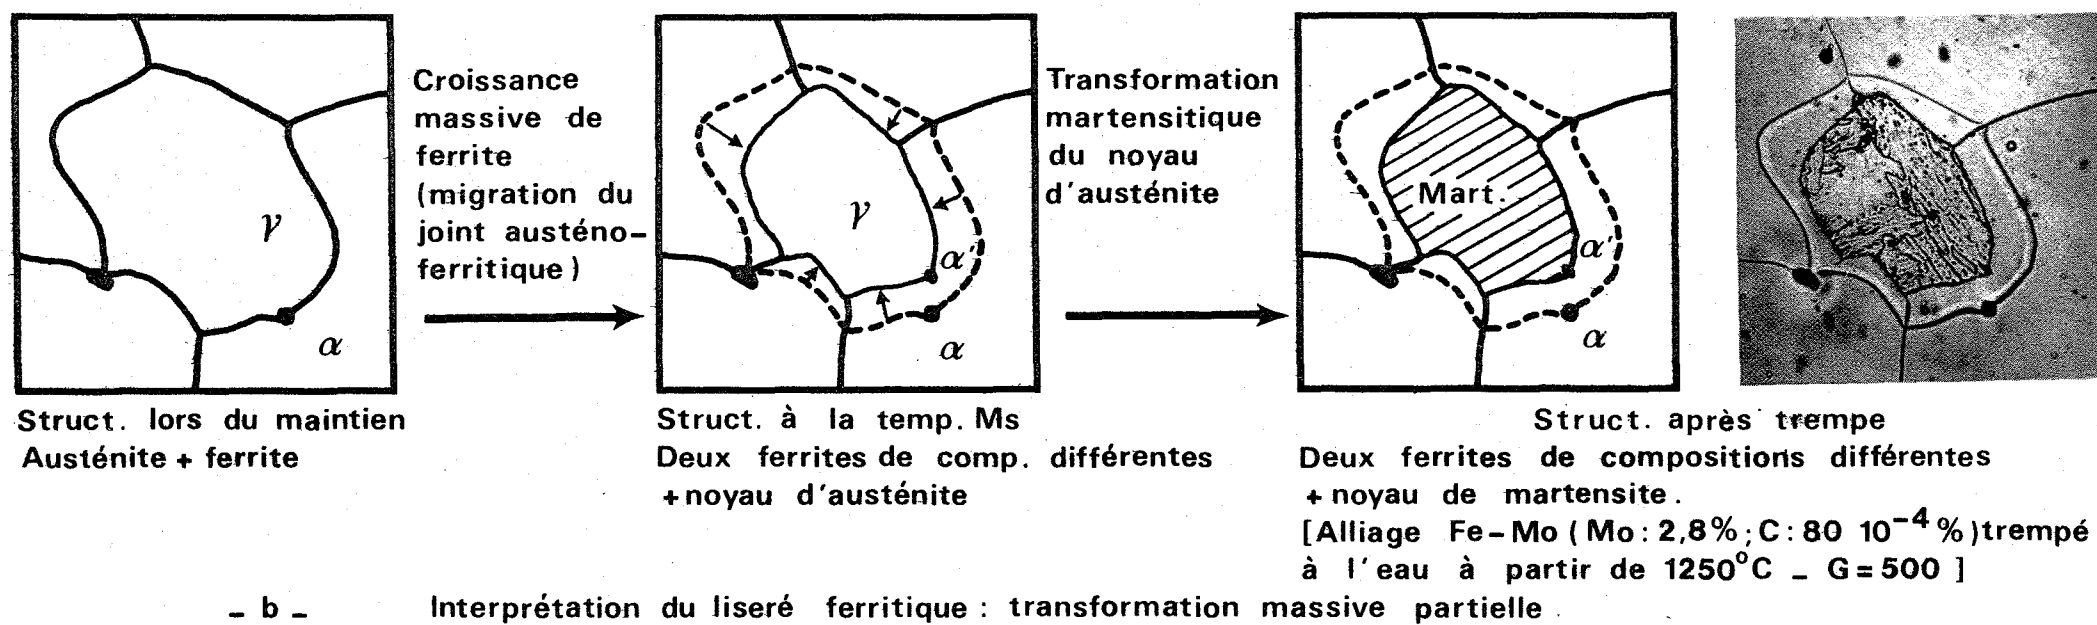 γ
α
Struct. lors du maintien
Austénite + ferrite
Croissance
massive de
ferrite
(migration du
joint austéno-
ferritique)
γ
α'
α
Struct. à la temp. Ms
Deux ferrites de comp. différentes
+ noyau d'austénite
Transformation
martensitique
du noyau
d'austénite
Mart.
α'
α
Struct. après trempe
Deux ferrites de compositions différentes
+ noyau de martensite.
[Alliage Fe-Mo (Mo: 2,8%; C: 80 10⁻⁴%) trempé
à l'eau à partir de 1250°C _ G=500 ]
_ b _ Interprétation du liseré ferritique : transformation massive partielle